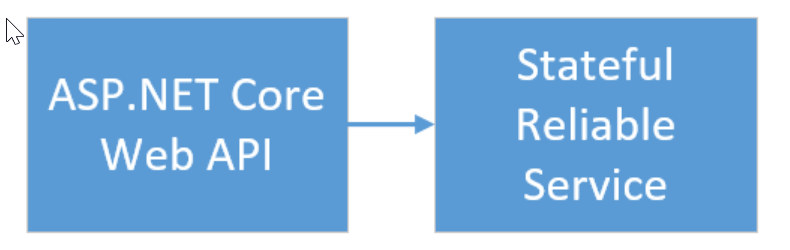 ASP.NET Core
Web API
Stateful
Reliable
Service